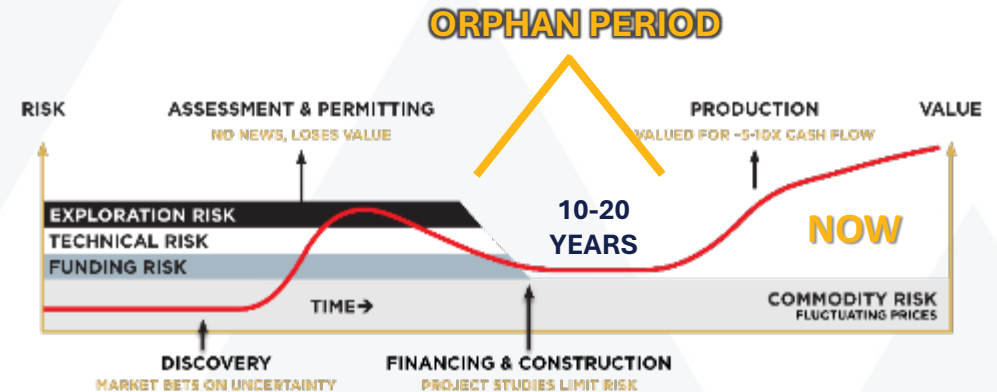 ORPHAN PERIOD
RISK
ASSESSMENT & PERMITTING
NO NEWS, LOSES VALUE
PRODUCTION
VALUED FOR ~5-10X CASH FLOW
VALUE
EXPLORATION RISK
TECHNICAL RISK
FUNDING RISK
10-20
YEARS
NOW
TIME→
COMMODITY RISK
FLUCTUATING PRICES
DISCOVERY
MARKET BETS ON UNCERTAINTY
FINANCING & CONSTRUCTION
PROJECT STUDIES LIMIT RISK